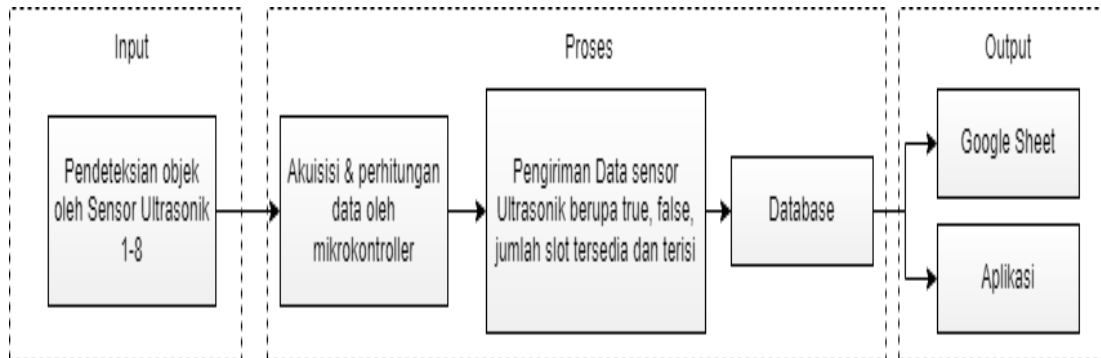 Input
Pendeteksian objek
oleh Sensor Ultrasonik
1-8
Proses
Akuisisi & perhitungan
data oleh
mikrokontroller
Pengiriman Data sensor
Ultrasonik berupa true, false,
jumlah slot tersedia dan terisi
Database
Output
Google Sheet
Aplikasi